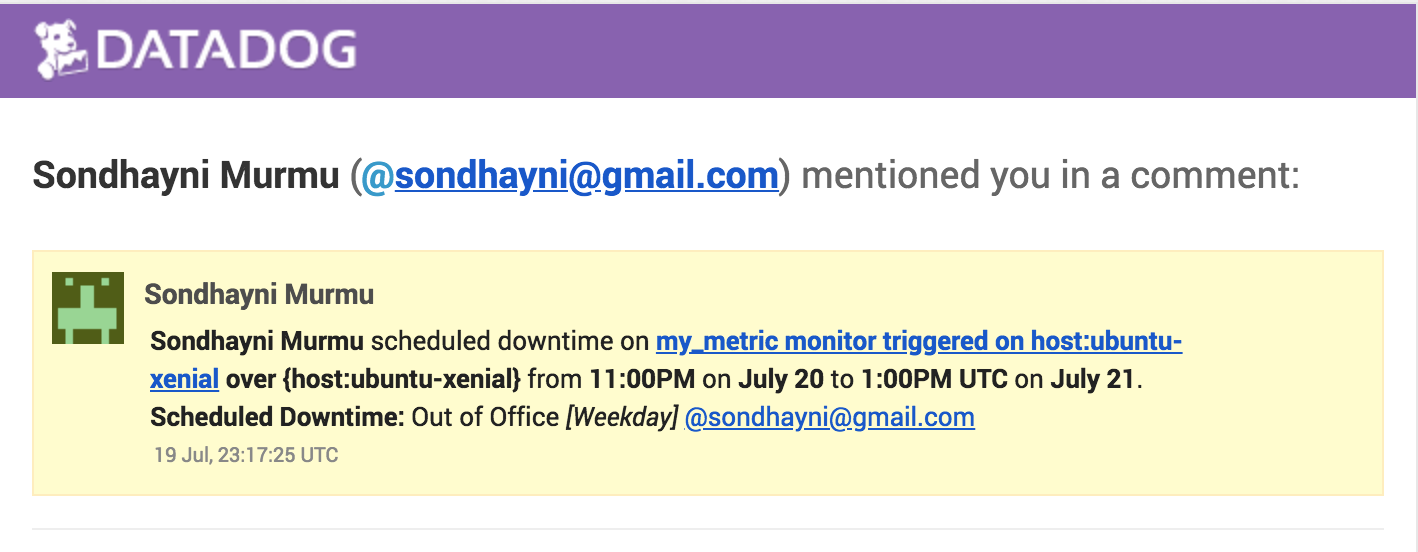 DATADOG
Sondhayni Murmu (@sondhayni@gmail.com) mentioned you in a comment:
Sondhayni Murmu
Sondhayni Murmu scheduled downtime on my_metric monitor triggered on host:ubuntu-
xenial over {host:ubuntu-xenial} from 11:00PM on July 20 to 1:00PM UTC on July 21.
Scheduled Downtime: Out of Office [Weekday] @sondhayni@gmail.com
19 Jul, 23:17:25 UTC